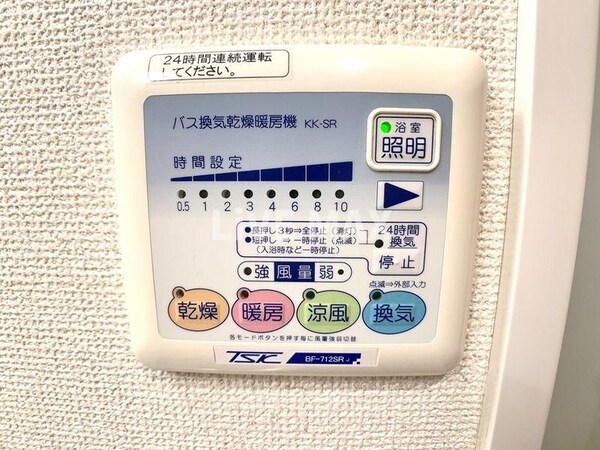 24時間連続運転
してください。
バス換気乾燥暖房機 KK-SR
浴室
照明
時間設定
0.5 1 2 3 4 6 8 10
●長押し3秒⇒全停止(消灯)
●短押し ⇒一時停止(点滅)
(入浴時など一時停止)
24時間
換気
停止
強 風量 弱
点滅⇒外部入力
乾燥 暖房 涼風 換気
各モードボタンを押す毎に風量強弱切替
TSK BF-712SR